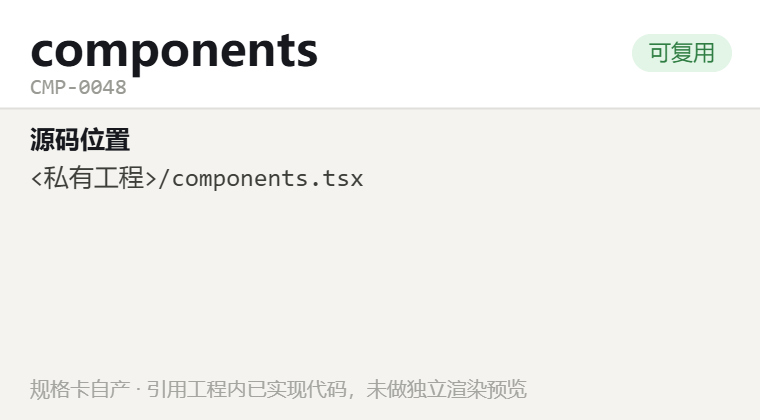 components
可复用
CMP-0048
源码位置
<私有工程>/components.tsx
规格卡自产 · 引用工程内已实现代码，未做独立渲染预览